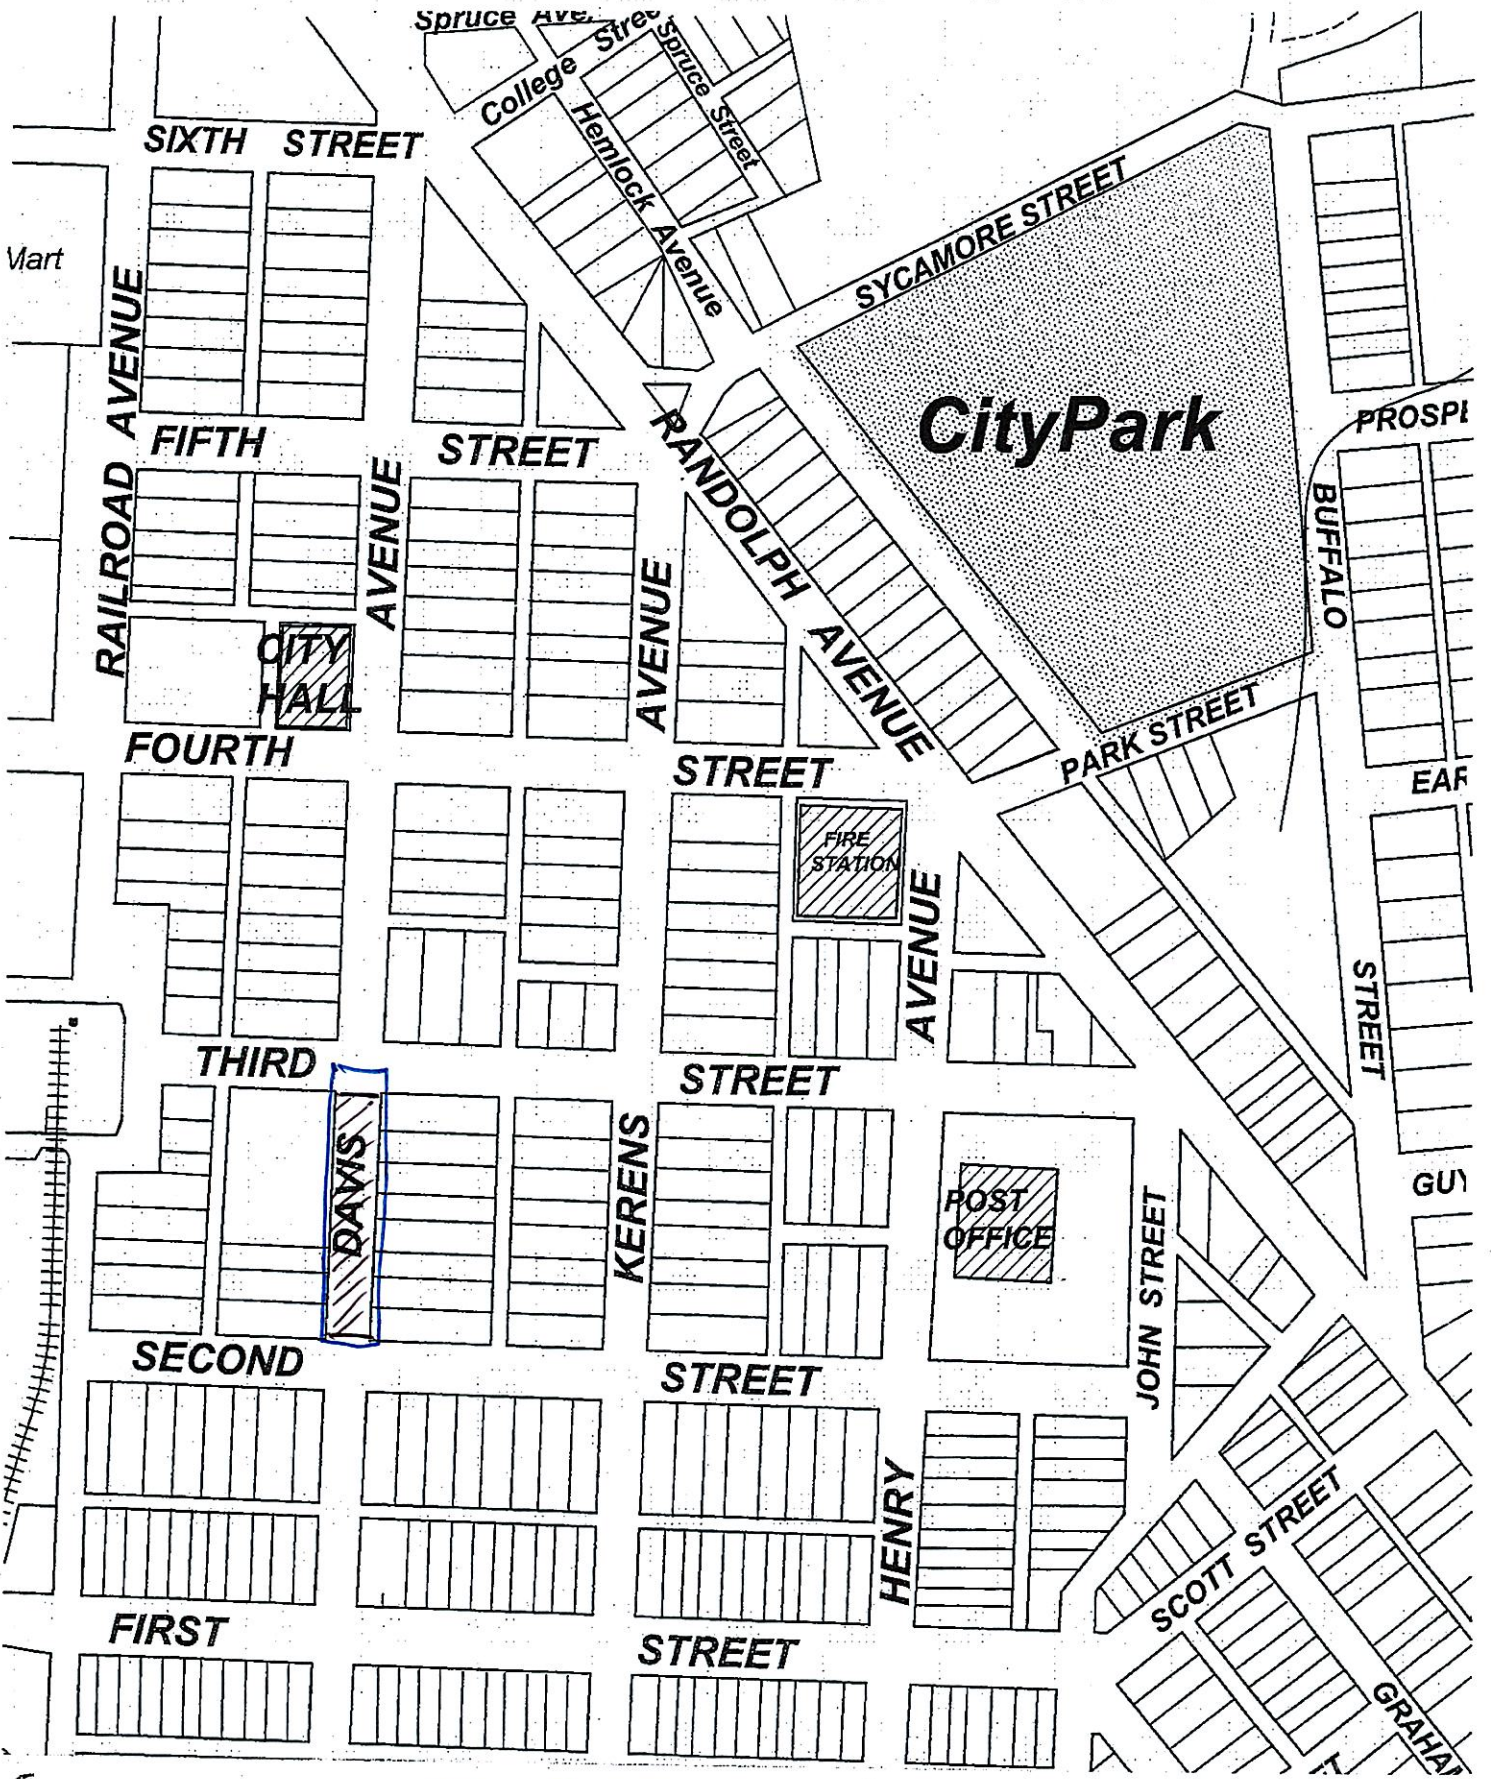 Spruce Ave.
College Stree
Spruce Street
Hemlock Avenue
SIXTH STREET
SYCAMORE STREET
Mart
RAILROAD AVENUE
CityPark
PROSPE
FIFTH STREET
RANDOLPH AVENUE
AVENUE
AVENUE
BUFFALO STREET
CITY
HALL
FOURTH STREET
PARK STREET
EAR
FIRE
STATION
AVENUE
THIRD STREET
DAVIS
KERENS
POST
OFFICE
JOHN STREET
GUY
SECOND STREET
HENRY
SCOTT STREET
FIRST STREET
GRAHAM